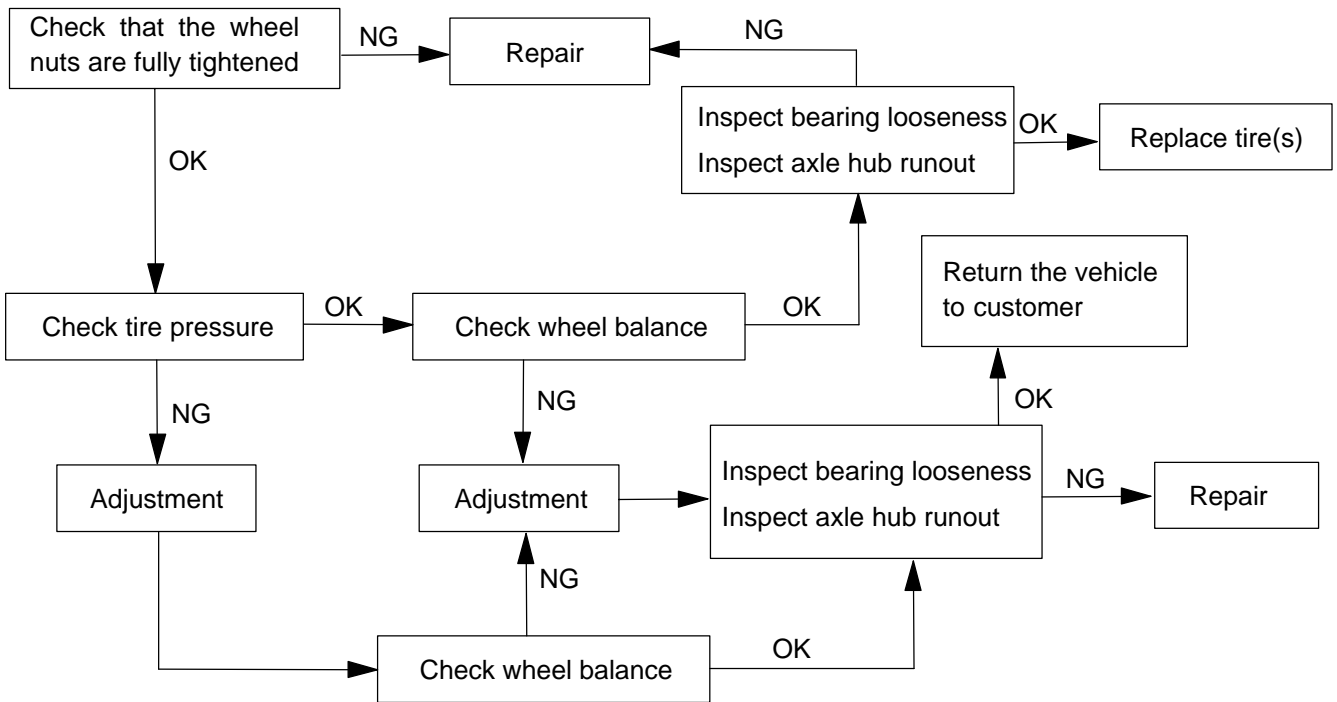 Check that the wheel
nuts are fully tightened
NG
Repair
NG
Inspect bearing looseness
Inspect axle hub runout
OK
Replace tire(s)
OK
Return the vehicle
to customer
Check tire pressure
OK
Check wheel balance
OK
NG
NG
OK
Adjustment
Adjustment
Inspect bearing looseness
Inspect axle hub runout
NG
Repair
NG
Check wheel balance
OK